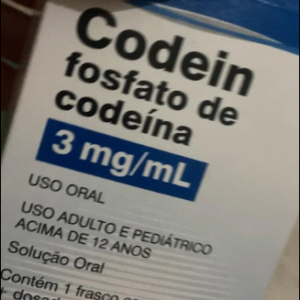 Codein
fosfato de
codeína
3 mg/mL
USO ORAL
USO ADULTO E PEDIÁTRICO
ACIMA DE 12 ANOS
Solução Oral
Contém 1 frasco
+